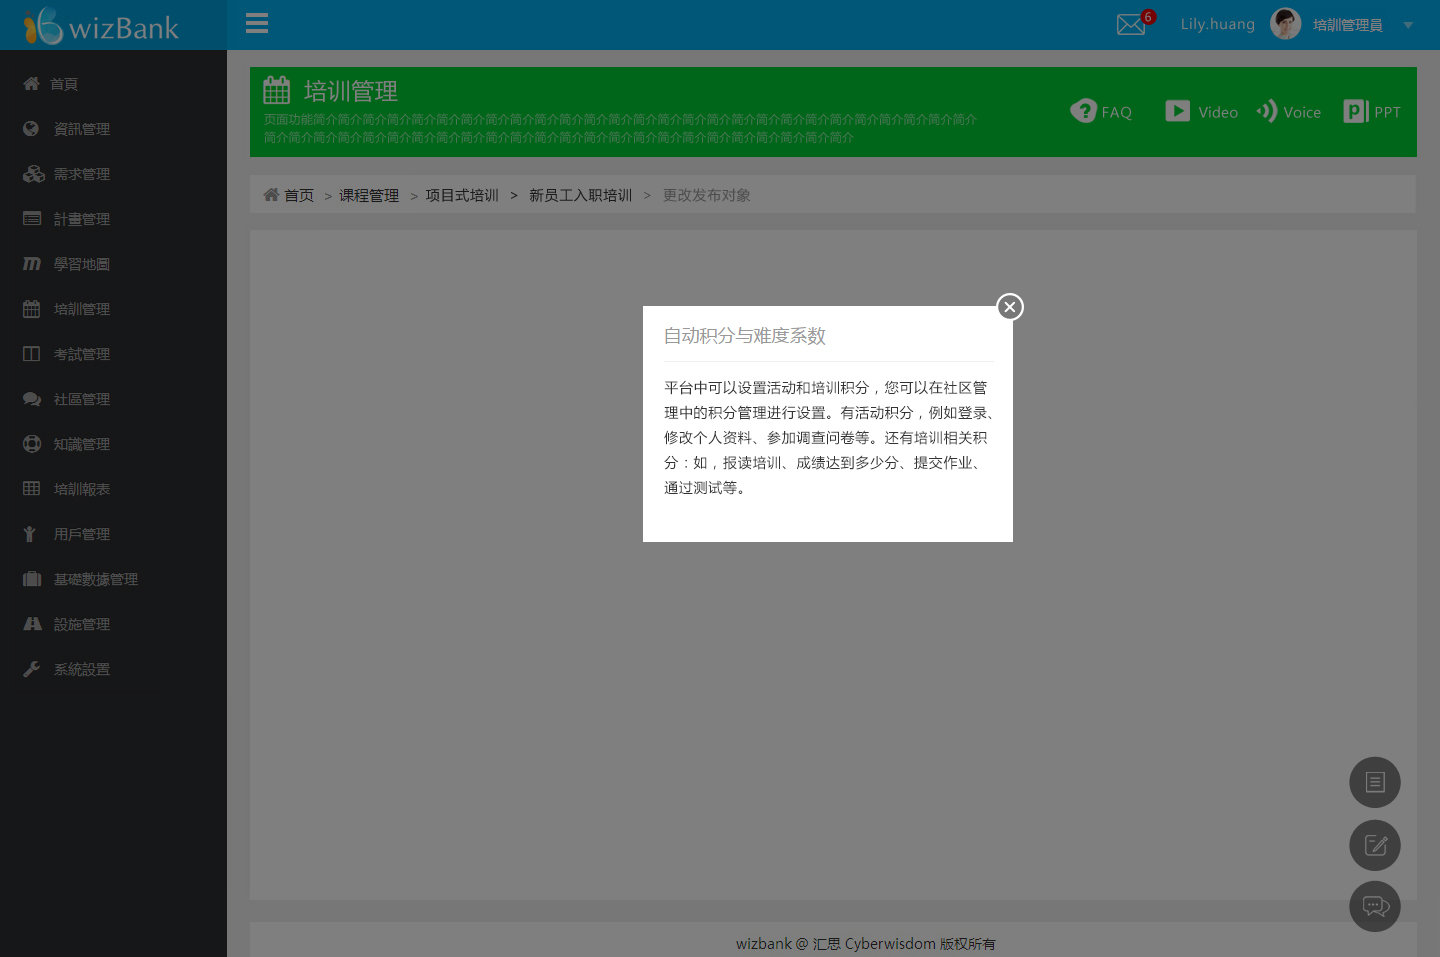 wizBank
6
Lily.huang
培訓管理員
首頁
資訊管理
需求管理
計畫管理
學習地圖
培訓管理
考試管理
社區管理
知識管理
培訓報表
用戶管理
基礎數據管理
設施管理
系統設置
培训管理
页面功能简介简介简介简介简介简介简介简介简介简介简介简介简介简介简介简介简介简介简介简介简介简介简介简介简介简介简介
简介简介简介简介简介简介简介简介简介简介简介简介简介简介简介简介简介简介简介简介简介简介简介简介
FAQ
Video
Voice
PPT
首页 > 课程管理 > 项目式培训 > 新员工入职培训 > 更改发布对象
自动积分与难度系数
平台中可以设置活动和培训积分，您可以在社区管
理中的积分管理进行设置。有活动积分，例如登录、
修改个人资料、参加调查问卷等。还有培训相关积
分：如，报读培训、成绩达到多少分、提交作业、
通过测试等。
wizbank @ 汇思 Cyberwisdom 版权所有